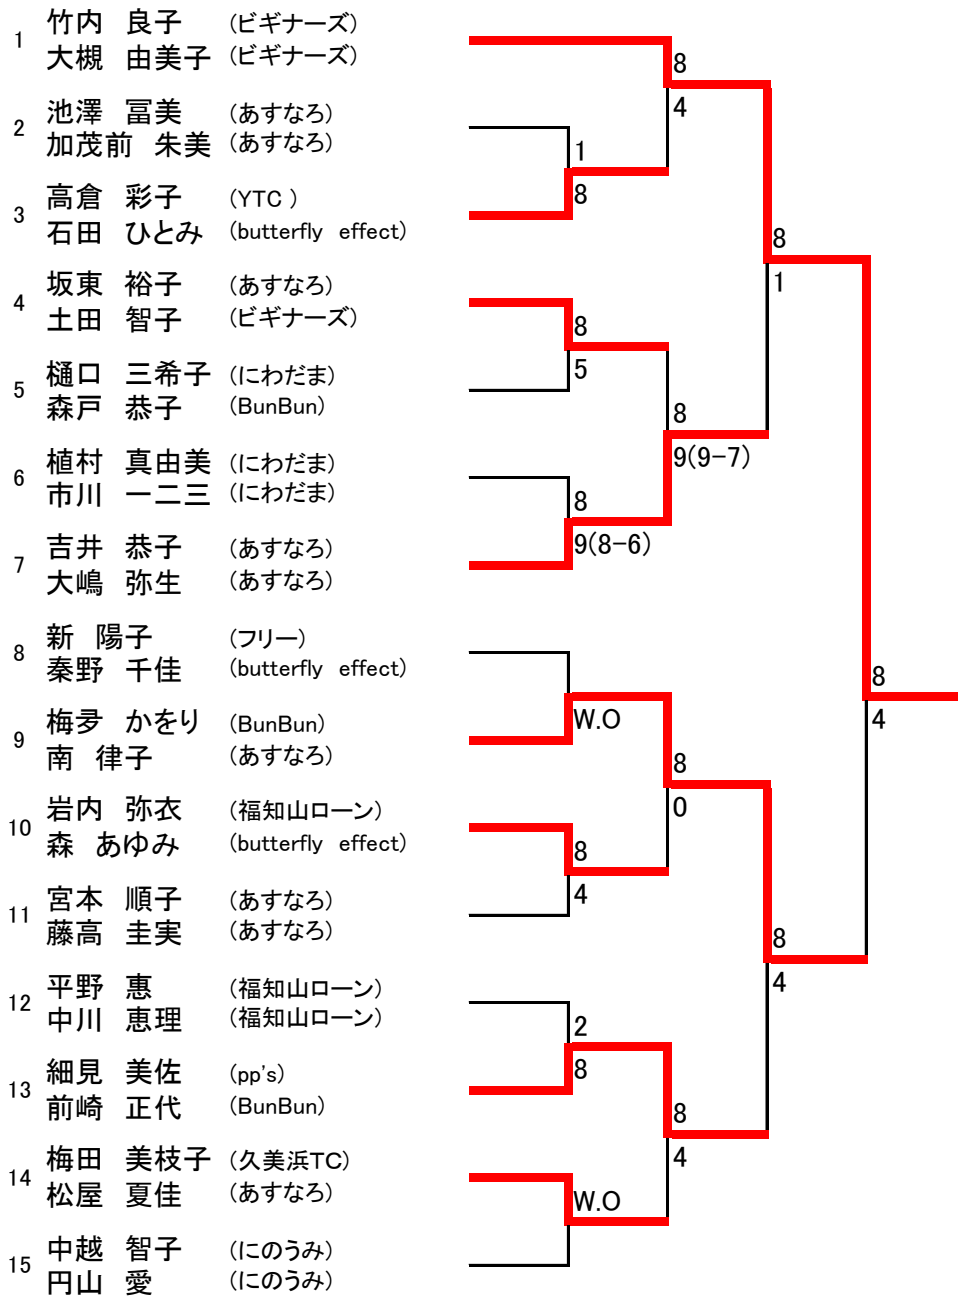 1 竹内 良子 (ビギナーズ)
大槻 由美子 (ビギナーズ)
8
4
2 池澤 冨美 (あすなろ)
加茂前 朱美 (あすなろ)
1
8
3 高倉 彩子 (YTC )
石田 ひとみ (butterfly effect)
8
1
4 坂東 裕子 (あすなろ)
土田 智子 (ビギナーズ)
8
5
5 樋口 三希子 (にわだま)
森戸 恭子 (BunBun)
8
9(9-7)
6 植村 真由美 (にわだま)
市川 一二三 (にわだま)
8
9(8-6)
7 吉井 恭子 (あすなろ)
大嶋 弥生 (あすなろ)
8 新 陽子 (フリー)
秦野 千佳 (butterfly effect)
8
4
9 梅夛 かをり (BunBun)
南 律子 (あすなろ)
W.O
8
0
10 岩内 弥衣 (福知山ローン)
森 あゆみ (butterfly effect)
8
4
11 宮本 順子 (あすなろ)
藤高 圭実 (あすなろ)
8
4
12 平野 惠 (福知山ローン)
中川 恵理 (福知山ローン)
2
8
13 細見 美佐 (pp's)
前崎 正代 (BunBun)
8
4
14 梅田 美枝子 (久美浜TC)
松屋 夏佳 (あすなろ)
W.O
15 中越 智子 (にのうみ)
円山 愛 (にのうみ)